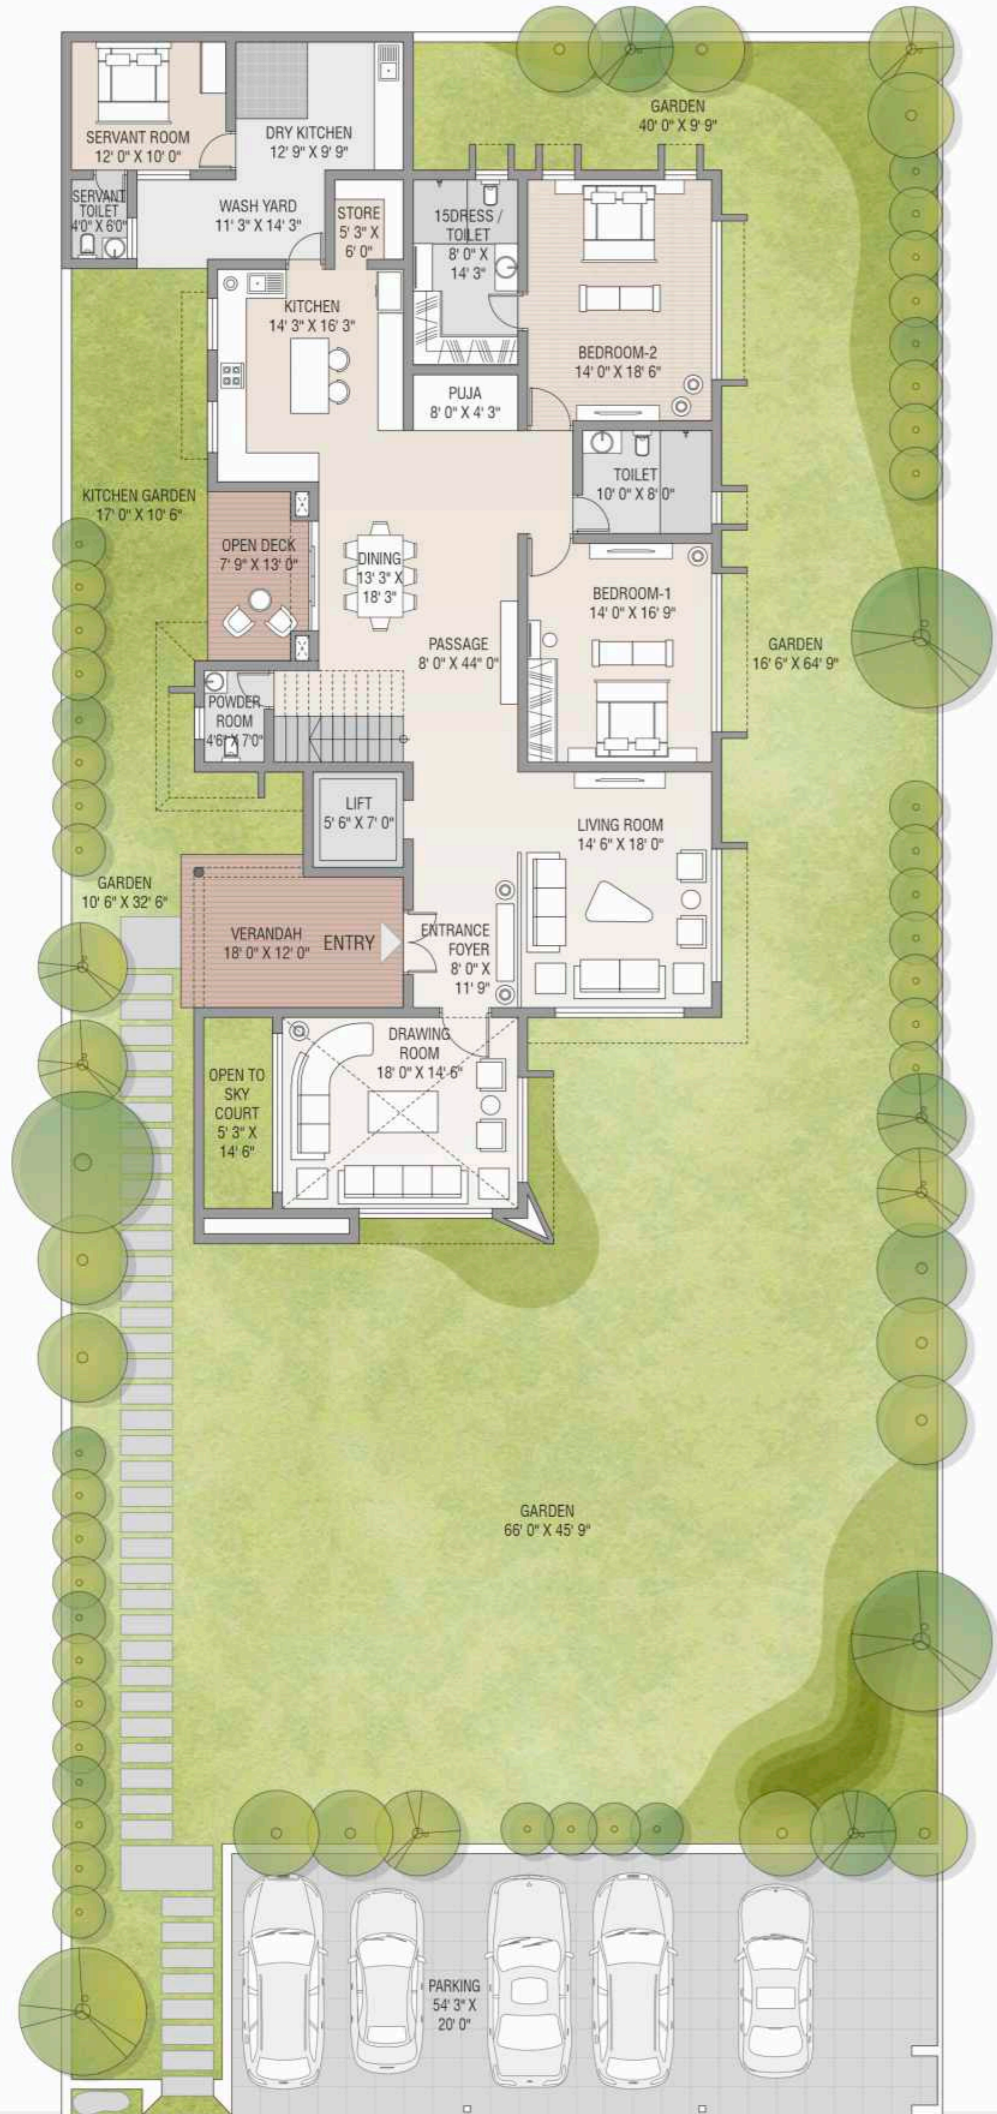 GARDEN
40' 0" X 9' 9"
SERVANT ROOM
12' 0" X 10' 0"
DRY KITCHEN
12' 9" X 9' 9"
SERVANT
TOILET
4'0" X 6'0"
WASH YARD
11' 3" X 14' 3"
STORE
5' 3" X
6' 0"
15DRESS /
TOILET
8' 0" X
14' 3"
KITCHEN
14' 3" X 16' 3"
BEDROOM-2
14' 0" X 18' 6"
PUJA
8' 0" X 4' 3"
TOILET
10' 0" X 8' 0"
KITCHEN GARDEN
17' 0" X 10' 6"
OPEN DECK
7' 9" X 13' 0"
DINING
13' 3" X
18' 3"
BEDROOM-1
14' 0" X 16' 9"
PASSAGE
8' 0" X 44' 0"
GARDEN
16' 6" X 64' 9"
POWDER
ROOM
4'6" X 7'0"
LIFT
5' 6" X 7' 0"
LIVING ROOM
14' 6" X 18' 0"
GARDEN
10' 6" X 32' 6"
VERANDAH
18' 0" X 12' 0"
ENTRY
ENTRANCE
FOYER
8' 0" X
11' 9"
DRAWING
ROOM
18' 0" X 14' 6"
OPEN TO
SKY
COURT
5' 3" X
14' 6"
GARDEN
66' 0" X 45' 9"
PARKING
54' 3" X
20' 0"